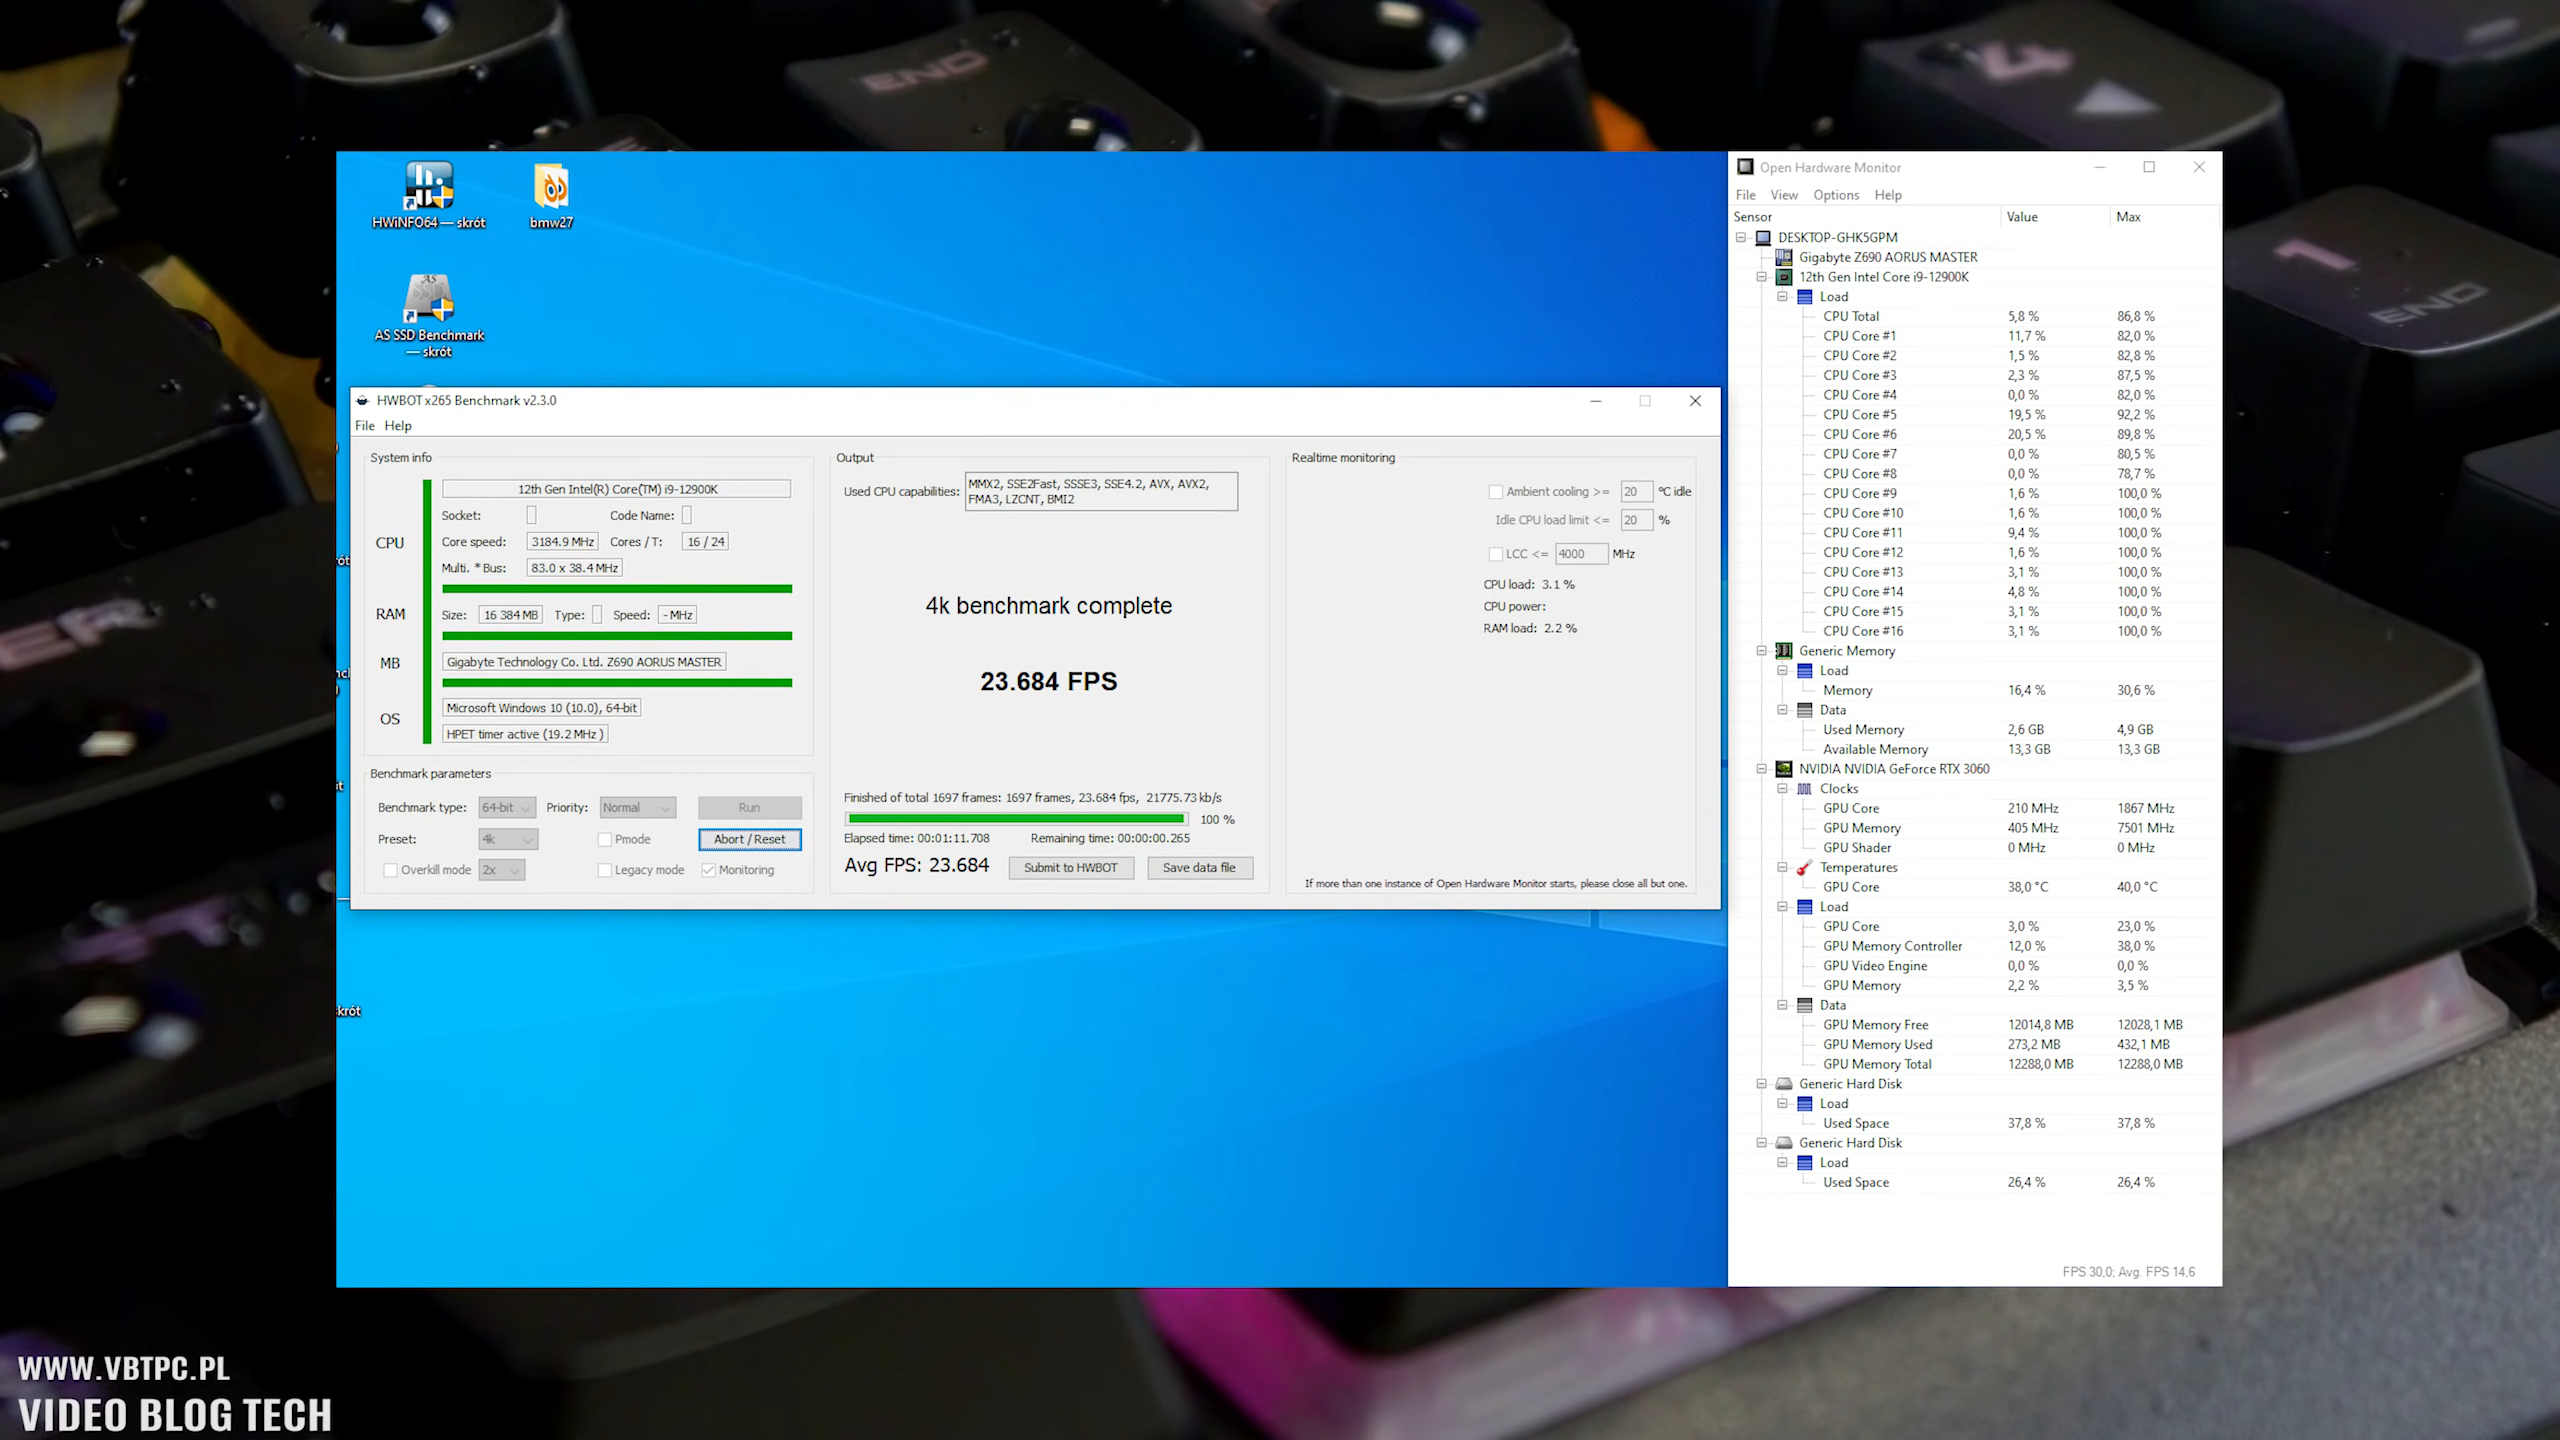 END
4
1
END
HWiNFO64 — skrót
bmw27
AS SSD Benchmark
— skrót
skrót
HWBOT x265 Benchmark v2.3.0
File Help
System info
CPU
12th Gen Intel(R) Core(TM) i9-12900K
Socket:
Code Name:
Core speed: 3184.9 MHz Cores / T: 16 / 24
Multi. * Bus: 83.0 x 38.4 MHz
RAM Size: 16 384 MB Type: Speed: - MHz
MB Gigabyte Technology Co. Ltd. Z690 AORUS MASTER
OS Microsoft Windows 10 (10.0), 64-bit
HPET timer active (19.2 MHz )
Benchmark parameters
Benchmark type: 64-bit Priority: Normal Run
Preset: 4k Pmode Abort / Reset
Overkill mode 2x Legacy mode Monitoring
Output
Used CPU capabilities: MMX2, SSE2Fast, SSSE3, SSE4.2, AVX, AVX2,
FMA3, LZCNT, BMI2
4k benchmark complete
23.684 FPS
Finished of total 1697 frames: 1697 frames, 23.684 fps, 21775.73 kb/s
100 %
Elapsed time: 00:01:11.708 Remaining time: 00:00:00.265
Avg FPS: 23.684 Submit to HWBOT Save data file
Realtime monitoring
Ambient cooling >= 20 °C idle
Idle CPU load limit <= 20 %
LCC <= 4000 MHz
CPU load: 3.1 %
CPU power:
RAM load: 2.2 %
If more than one instance of Open Hardware Monitor starts, please close all but one.
Open Hardware Monitor
File View Options Help
Sensor Value Max
DESKTOP-GHK5GPM
Gigabyte Z690 AORUS MASTER
12th Gen Intel Core i9-12900K
Load
CPU Total 5,8 % 86,8 %
CPU Core #1 11,7 % 82,0 %
CPU Core #2 1,5 % 82,8 %
CPU Core #3 2,3 % 87,5 %
CPU Core #4 0,0 % 82,0 %
CPU Core #5 19,5 % 92,2 %
CPU Core #6 20,5 % 89,8 %
CPU Core #7 0,0 % 80,5 %
CPU Core #8 0,0 % 78,7 %
CPU Core #9 1,6 % 100,0 %
CPU Core #10 1,6 % 100,0 %
CPU Core #11 9,4 % 100,0 %
CPU Core #12 1,6 % 100,0 %
CPU Core #13 3,1 % 100,0 %
CPU Core #14 4,8 % 100,0 %
CPU Core #15 3,1 % 100,0 %
CPU Core #16 3,1 % 100,0 %
Generic Memory
Load
Memory 16,4 % 30,6 %
Data
Used Memory 2,6 GB 4,9 GB
Available Memory 13,3 GB 13,3 GB
NVIDIA NVIDIA GeForce RTX 3060
Clocks
GPU Core 210 MHz 1867 MHz
GPU Memory 405 MHz 7501 MHz
GPU Shader 0 MHz 0 MHz
Temperatures
GPU Core 38,0 °C 40,0 °C
Load
GPU Core 3,0 % 23,0 %
GPU Memory Controller 12,0 % 38,0 %
GPU Video Engine 0,0 % 0,0 %
GPU Memory 2,2 % 3,5 %
Data
GPU Memory Free 12014,8 MB 12028,1 MB
GPU Memory Used 273,2 MB 432,1 MB
GPU Memory Total 12288,0 MB 12288,0 MB
Generic Hard Disk
Load
Used Space 37,8 % 37,8 %
Generic Hard Disk
Load
Used Space 26,4 % 26,4 %
FPS 30,0; Avg. FPS 14,6
WWW.VBTPC.PL
VIDEO BLOG TECH